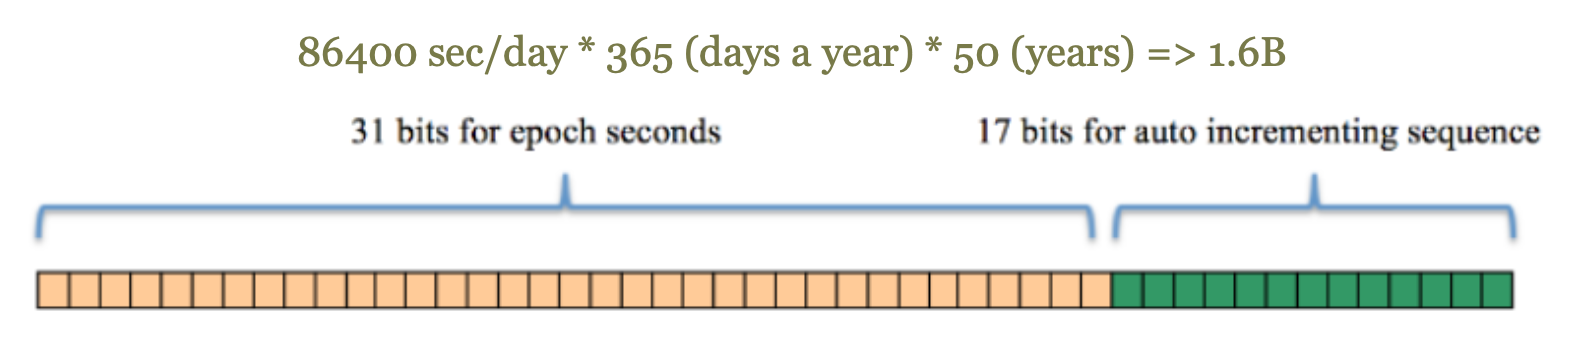 86400 sec/day * 365 (days a year) * 50 (years) => 1.6B
31 bits for epoch seconds
17 bits for auto incrementing sequence